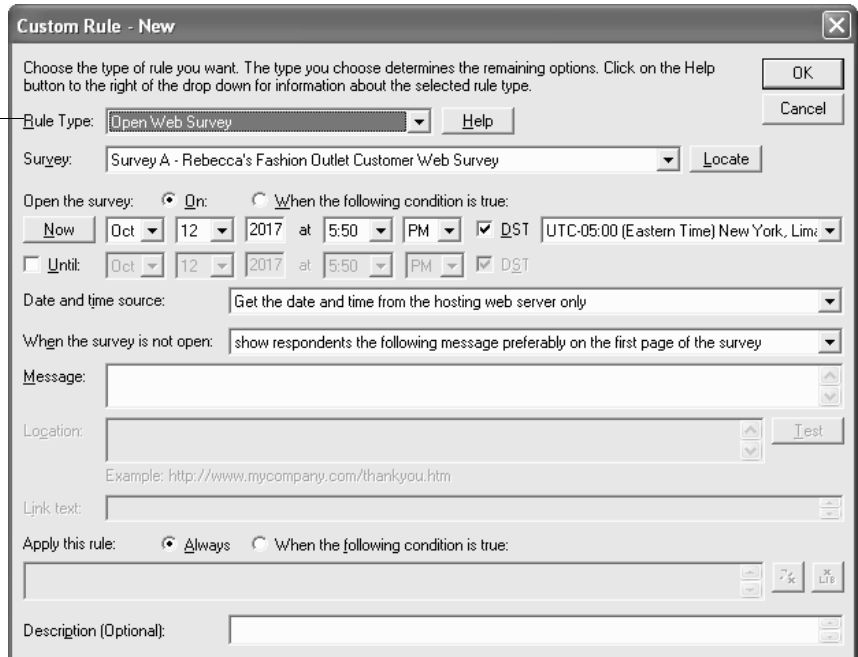 Custom Rule - New
Choose the type of rule you want. The type you choose determines the remaining options. Click on the Help
button to the right of the drop down for information about the selected rule type.
OK
Cancel
Rule Type: Open Web Survey Help
Survey: Survey A - Rebecca's Fashion Outlet Customer Web Survey Locate
Open the survey: On: When the following condition is true:
Now Oct 12 2017 at 5:50 PM DST UTC-05:00 (Eastern Time) New York, Lima
Until: Oct 12 2017 at 5:50 PM DST
Date and time source: Get the date and time from the hosting web server only
When the survey is not open: show respondents the following message preferably on the first page of the survey
Message:
Location: Test
Example: http://www.mycompany.com/thankyou.htm
Link text:
Apply this rule: Always When the following condition is true:
LIB
Description (Optional):